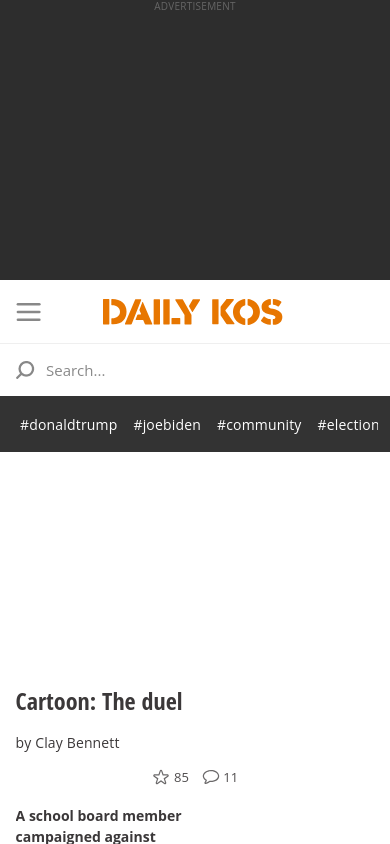 ADVERTISEMENT
DAILY KOS
Search...
#donaldtrump #joebiden #community #election
Cartoon: The duel
by Clay Bennett
85 11
A school board member
campaigned against